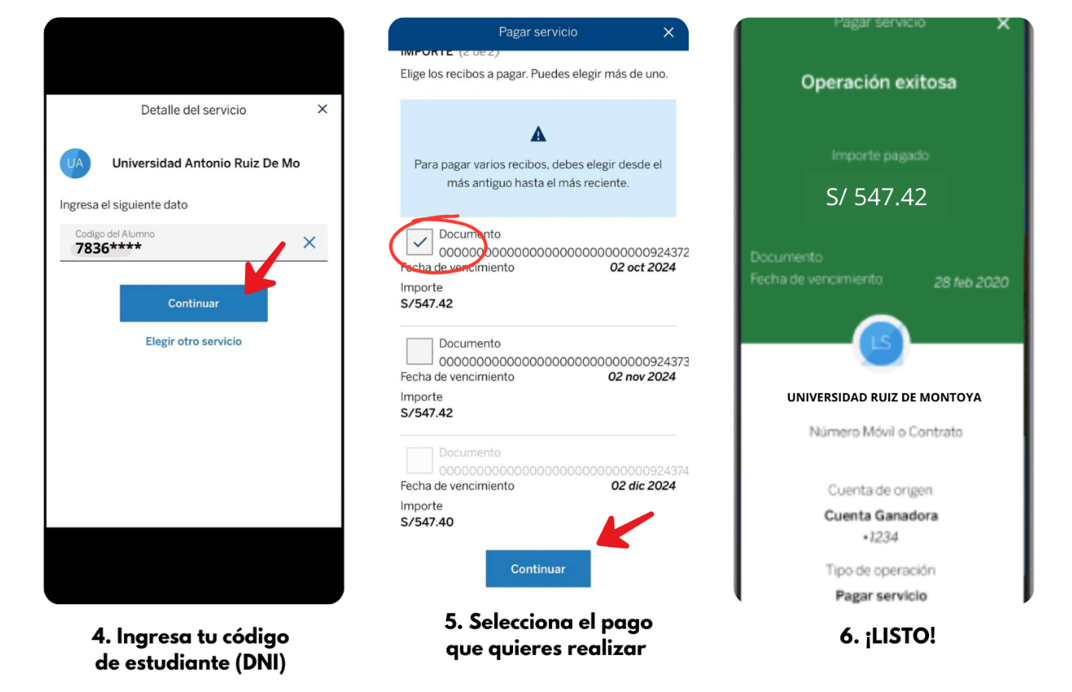 Detalle del servicio
UA
Universidad Antonio Ruiz De Mo
Ingresa el siguiente dato
Codigo del Alumno
7836****
Continuar
Elegir otro servicio
4. Ingresa tu código
de estudiante (DNI)
Pagar servicio
IMPORTE (2 de 2)
Elige los recibos a pagar. Puedes elegir más de uno.
Para pagar varios recibos, debes elegir desde el
más antiguo hasta el más reciente.
Documento
0000000000000000000000000000924372
Fecha de vencimiento 02 oct 2024
Importe
S/547.42
Documento
0000000000000000000000000000924373
Fecha de vencimiento 02 nov 2024
Importe
S/547.42
Documento
0000000000000000000000000000924374
Fecha de vencimiento 02 dic 2024
Importe
S/547.40
Continuar
5. Selecciona el pago
que quieres realizar
Pagar servicio
Operación exitosa
Importe pagado
S/ 547.42
Documento
Fecha de vencimiento 28 feb 2020
LS
UNIVERSIDAD RUIZ DE MONTOYA
Número Móvil o Contrato
Cuenta de origen
Cuenta Ganadora
•1234
Tipo de operación
Pagar servicio
6. ¡LISTO!